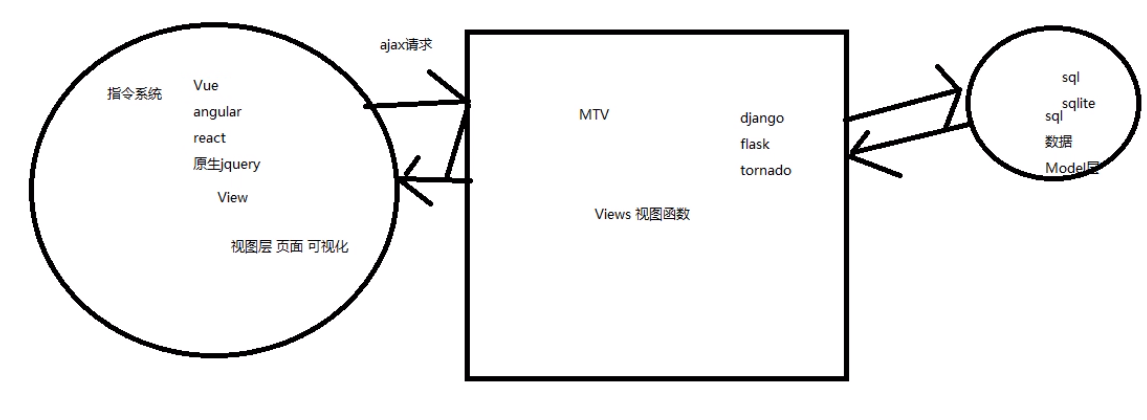 ajax请求
指令系统
Vue
angular
react
原生jquery
View
视图层 页面 可视化
MTV
django
flask
tornado
Views 视图函数
sql
sqlite
sql
数据
Model层